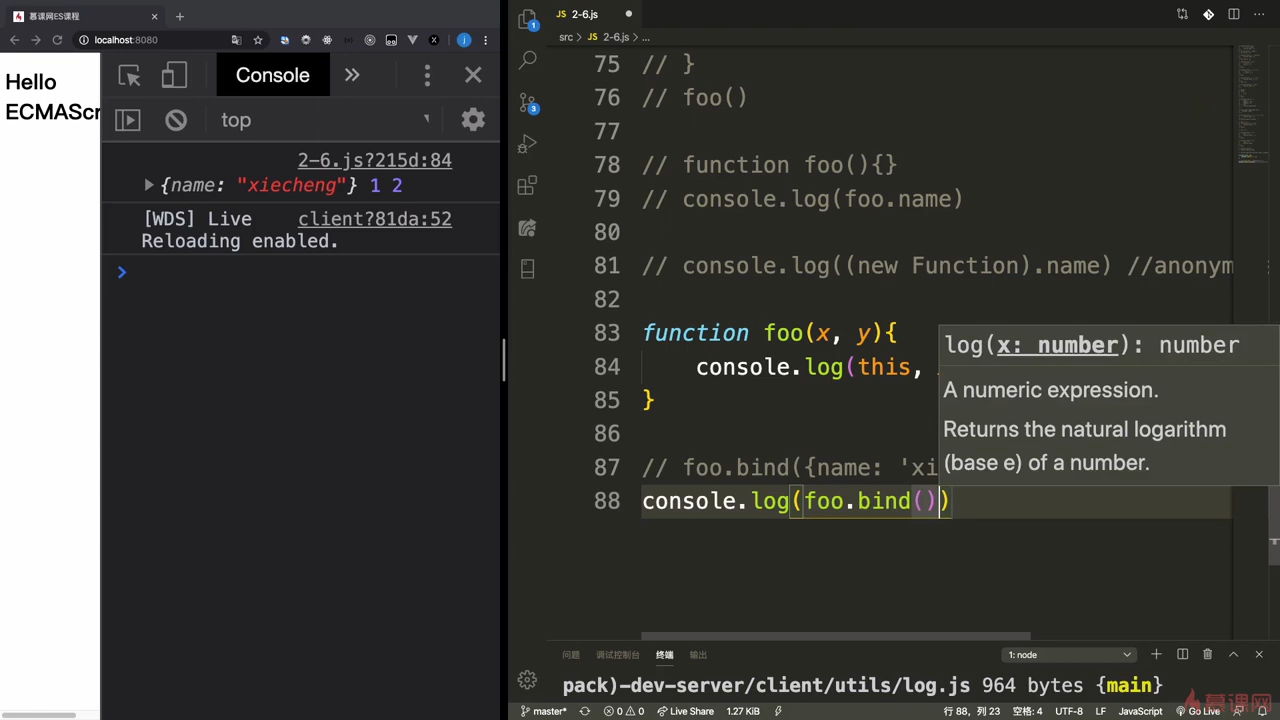 慕课网ES课程
localhost:8080
Hello
ECMAScr
Console
top
2-6.js?215d:84
{name: "xiecheng"} 1 2
[WDS] Live client?81da:52
Reloading enabled.
2-6.js
src > JS 2-6.js > ...
75 // }
76 // foo()
77
78 // function foo(){}
79 // console.log(foo.name)
80
81 // console.log((new Function).name) //anonym
82
83 function foo(x, y){
84 console.log(this,
85 }
86
87 // foo.bind({name: 'xi
88 console.log(foo.bind())
log(x: number): number
A numeric expression.
Returns the natural logarithm
(base e) of a number.
问题 调试控制台 终端 输出
1: node
pack)-dev-server/client/utils/log.js 964 bytes {main}
master* 0 0 Live Share 1.27 KiB
行 88, 列 23 空格: 4 UTF-8 LF JavaScript Go Live
慕课网